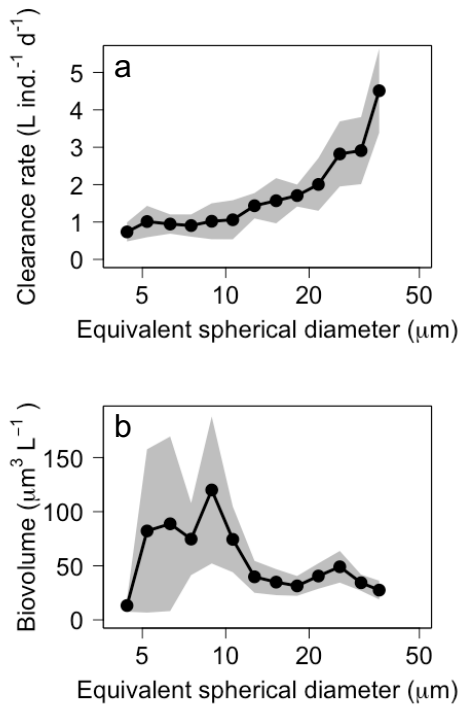 a
Clearance rate (L ind.⁻¹ d⁻¹)
5
4
3
2
1
0
5 10 20 50
Equivalent spherical diameter (μm)
b
Biovolume (μm³ L⁻¹ )
150
100
50
0
5 10 20 50
Equivalent spherical diameter (μm)